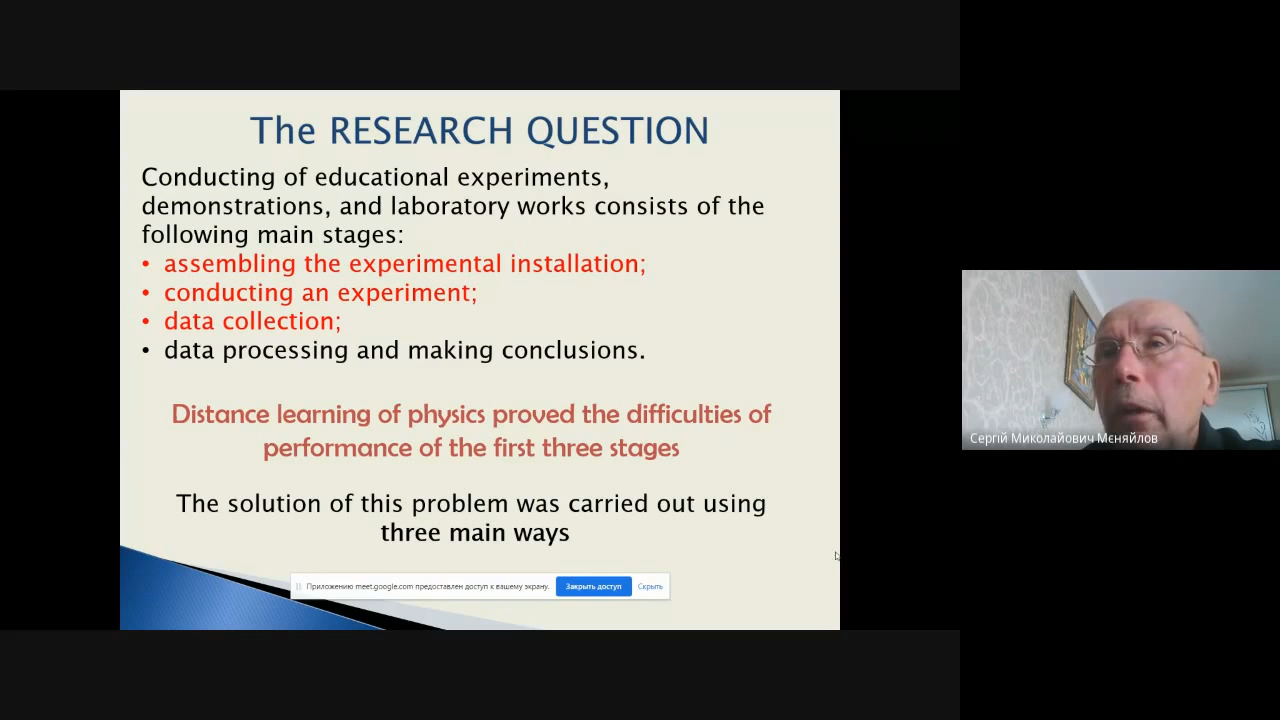 The RESEARCH QUESTION
Conducting of educational experiments,
demonstrations, and laboratory works consists of the
following main stages:
• assembling the experimental installation;
• conducting an experiment;
• data collection;
• data processing and making conclusions.
Distance learning of physics proved the difficulties of
performance of the first three stages
The solution of this problem was carried out using
three main ways
Приложению meet.google.com предоставлен доступ к вашему экрану.
Закрыть доступ
Скрыть
Сергій Миколайович Мєняйлов